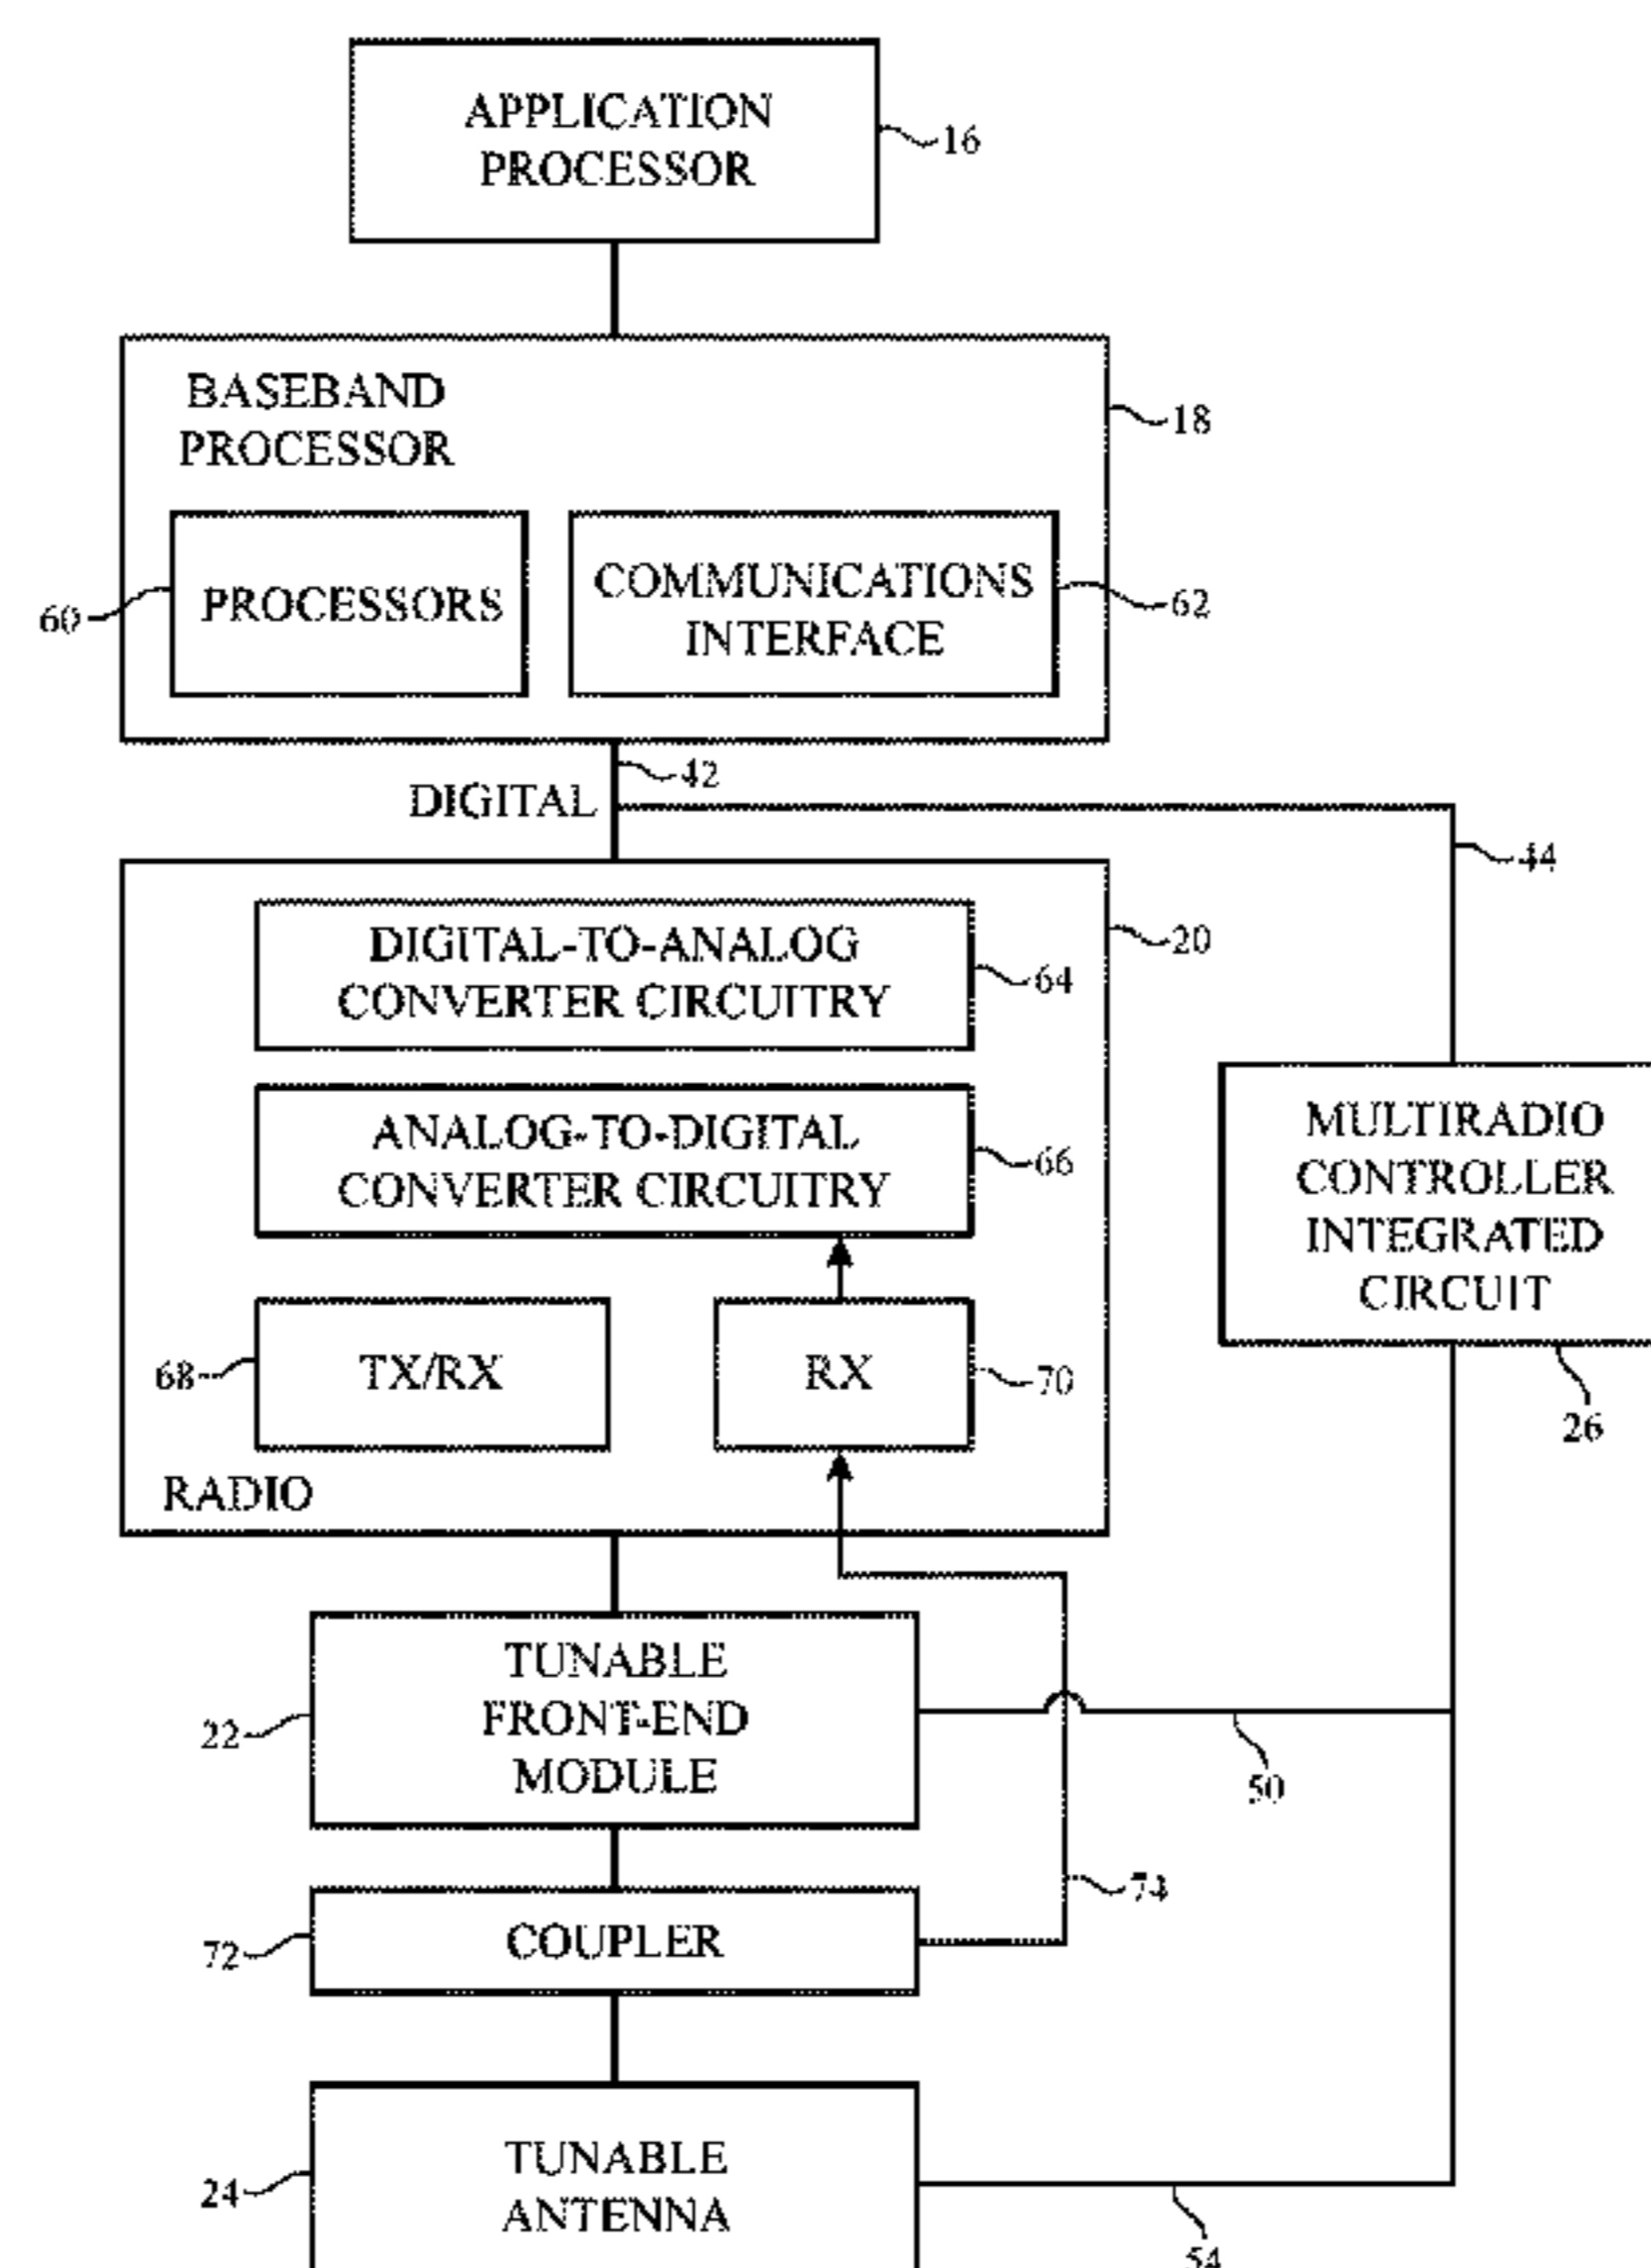 APPLICATION
PROCESSOR
16
BASEBAND
PROCESSOR
18
PROCESSORS
60
COMMUNICATIONS
INTERFACE
62
42
DIGITAL
44
20
DIGITAL-TO-ANALOG
CONVERTER CIRCUITRY
64
ANALOG-TO-DIGITAL
CONVERTER CIRCUITRY
66
MULTIRADIO
CONTROLLER
INTEGRATED
CIRCUIT
26
68
TX/RX
RX
70
RADIO
TUNABLE
FRONT-END
MODULE
22
50
74
COUPLER
72
TUNABLE
ANTENNA
24
54